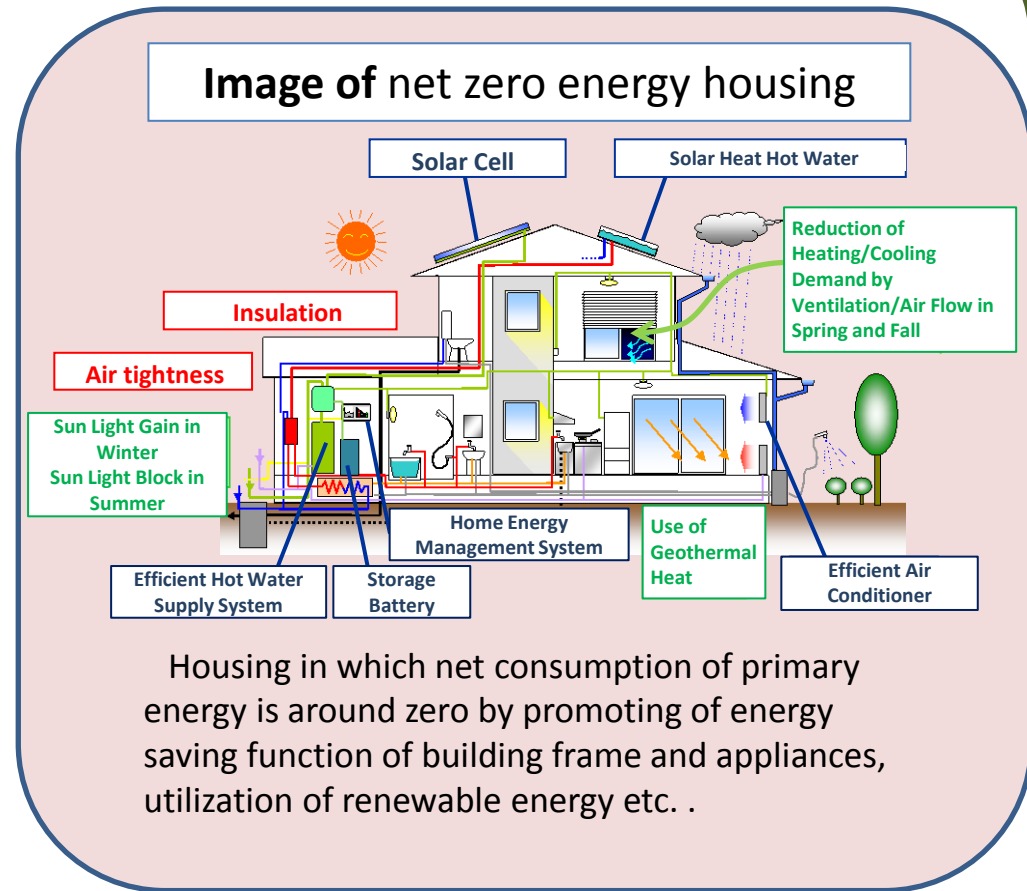 Image of net zero energy housing
Solar Cell
Solar Heat Hot Water
Reduction of
Heating/Cooling
Demand by
Ventilation/Air Flow in
Spring and Fall
Insulation
Air tightness
Sun Light Gain in
Winter
Sun Light Block in
Summer
Home Energy
Management System
Use of
Geothermal
Heat
Efficient Hot Water
Supply System
Storage
Battery
Efficient Air
Conditioner
Housing in which net consumption of primary
energy is around zero by promoting of energy
saving function of building frame and appliances,
utilization of renewable energy etc. .